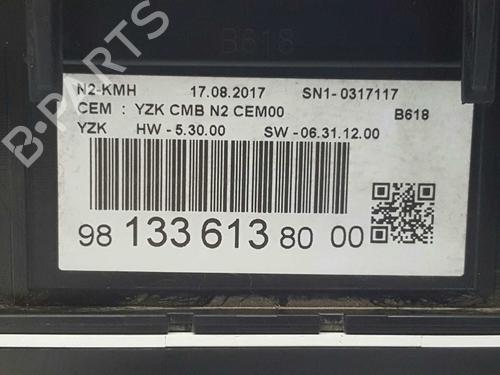 B618
N2-KMH 17.08.2017 SN1- 0317117
CEM : YZK CMB N2 CEM00 B618
YZK HW - 5.30.00 SW - 06.31.12.00
98 133 613 80 00
B-PARTS